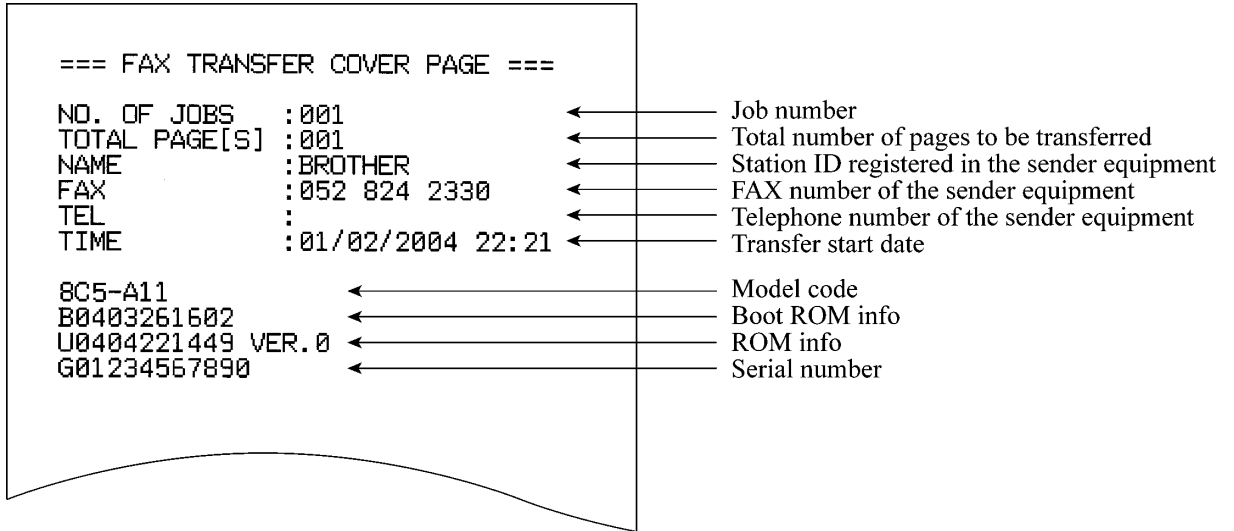 === FAX TRANSFER COVER PAGE ===
NO. OF JOBS :001 Job number
TOTAL PAGE[S] :001 Total number of pages to be transferred
NAME :BROTHER Station ID registered in the sender equipment
FAX :052 824 2330 FAX number of the sender equipment
TEL : Telephone number of the sender equipment
TIME :01/02/2004 22:21 Transfer start date
8C5-A11 Model code
B0403261602 Boot ROM info
U0404221449 VER.0 ROM info
G01234567890 Serial number